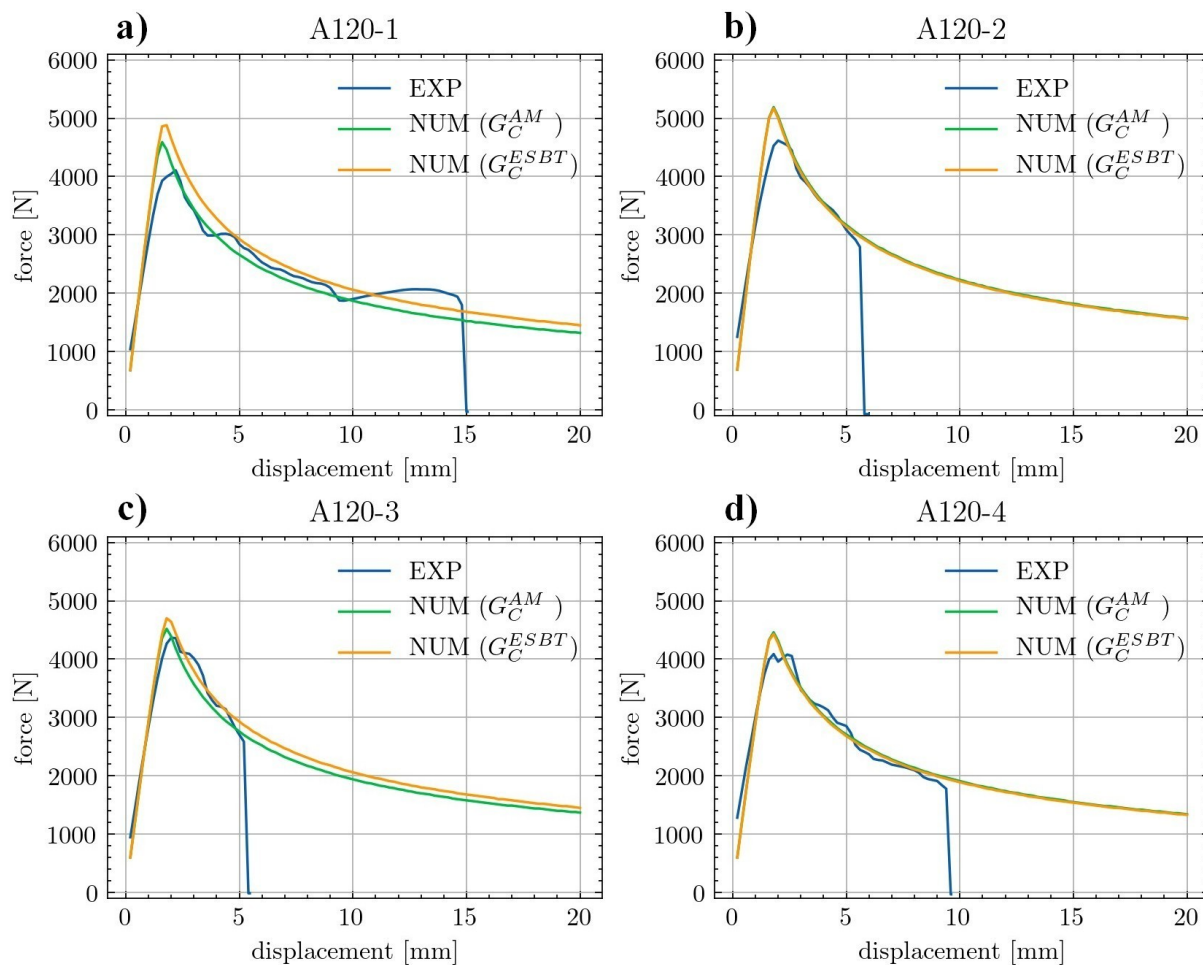 a) A120-1
6000
5000
4000
3000
2000
1000
0
force [N]
EXP
NUM (G_C^{AM} )
NUM (G_C^{ESBT})
0 5 10 15 20
displacement [mm]
b) A120-2
6000
5000
4000
3000
2000
1000
0
force [N]
EXP
NUM (G_C^{AM} )
NUM (G_C^{ESBT})
0 5 10 15 20
displacement [mm]
c) A120-3
6000
5000
4000
3000
2000
1000
0
force [N]
EXP
NUM (G_C^{AM} )
NUM (G_C^{ESBT})
0 5 10 15 20
displacement [mm]
d) A120-4
6000
5000
4000
3000
2000
1000
0
force [N]
EXP
NUM (G_C^{AM} )
NUM (G_C^{ESBT})
0 5 10 15 20
displacement [mm]